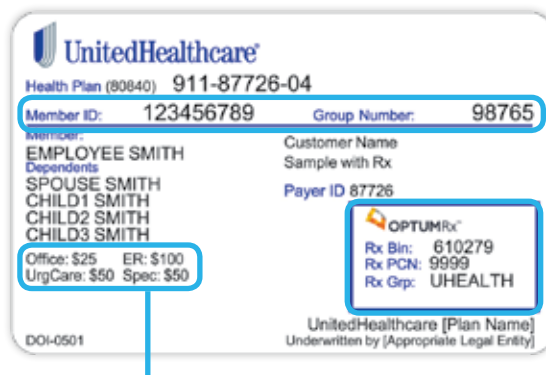 UnitedHealthcare®
Health Plan (80840) 911-87726-04
Member ID: 123456789 Group Number: 98765
Member:
EMPLOYEE SMITH
Dependents
SPOUSE SMITH
CHILD1 SMITH
CHILD2 SMITH
CHILD3 SMITH
Office: $25 ER: $100
UrgCare: $50 Spec: $50
Customer Name
Sample with Rx
Payer ID 87726
OPTUMRx™
Rx Bin: 610279
Rx PCN: 9999
Rx Grp: UHEALTH
DOI-0501
UnitedHealthcare [Plan Name]
Underwritten by [Appropriate Legal Entity]